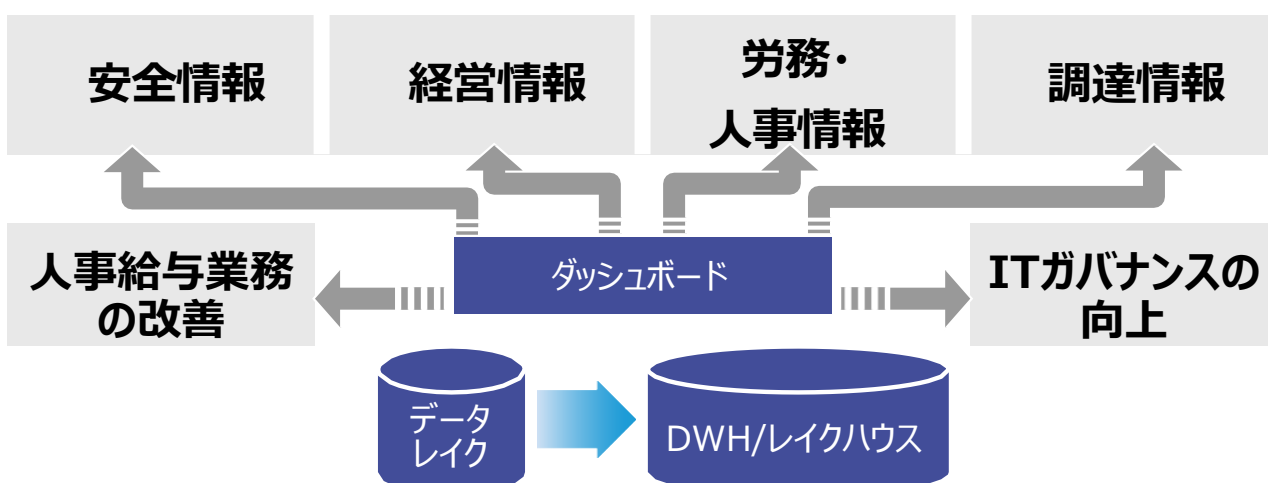 安全情報
経営情報
労務・
人事情報
調達情報
人事給与業務
の改善
ダッシュボード
ITガバナンスの
向上
データ
レイク
DWH/レイクハウス